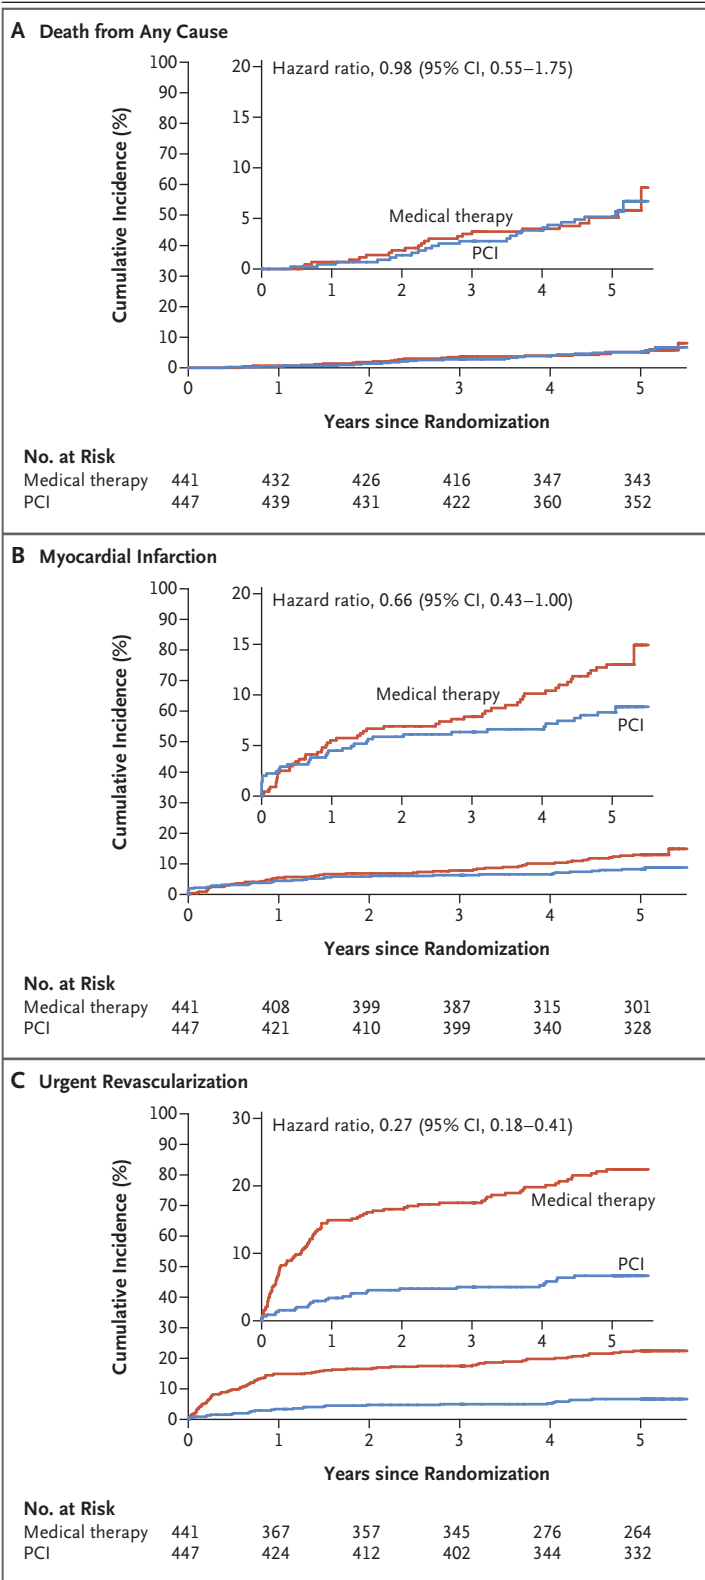 A Death from Any Cause
Cumulative Incidence (%)
100
90
80
70
60
50
40
30
20
10
0
20
15
10
5
0
Hazard ratio, 0.98 (95% CI, 0.55–1.75)
Medical therapy
PCI
0 1 2 3 4 5
0 1 2 3 4 5
Years since Randomization
No. at Risk
Medical therapy 441 432 426 416 347 343
PCI 447 439 431 422 360 352
B Myocardial Infarction
Cumulative Incidence (%)
100
90
80
70
60
50
40
30
20
10
0
20
15
10
5
0
Hazard ratio, 0.66 (95% CI, 0.43–1.00)
Medical therapy
PCI
0 1 2 3 4 5
0 1 2 3 4 5
Years since Randomization
No. at Risk
Medical therapy 441 408 399 387 315 301
PCI 447 421 410 399 340 328
C Urgent Revascularization
Cumulative Incidence (%)
100
90
80
70
60
50
40
30
20
10
0
30
20
10
0
Hazard ratio, 0.27 (95% CI, 0.18–0.41)
Medical therapy
PCI
0 1 2 3 4 5
0 1 2 3 4 5
Years since Randomization
No. at Risk
Medical therapy 441 367 357 345 276 264
PCI 447 424 412 402 344 332